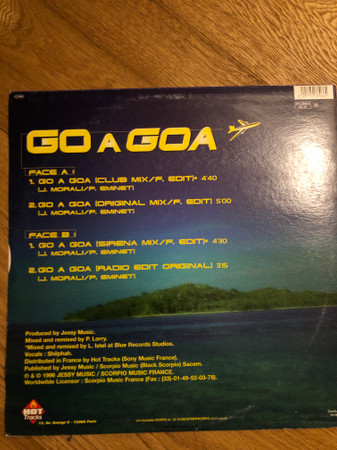 GO A GOA
FACE A
1. GO A GOA (CLUB MIX/P. EDIT)* 4'40
(J. MORALI/P. EMINET)
2.GO A GOA (ORIGINAL MIX/P. EDIT) 5'00
(J. MORALI/P. EMINET)
FACE B
1. GO A GOA (SIRENA MIX/P. EDIT)* 4'30
(J. MORALI/P. EMINET)
2.GO A GOA (RADIO EDIT ORIGINAL) 3'15
(J. MORALI/P. EMINET)
Produced by Jessy Music.
Mixed and remixed by P. Lorry.
*Mixed and remixed by L. Istel at Blue Records Studios.
Vocals : Shliphah.
Distributed in France by Hot Tracks (Sony Music France).
Published by Jessy Music / Scorpio Music (Black Scorpio) Sacem.
℗ & © 1996 JESSY MUSIC / SCORPIO MUSIC FRANCE.
Worldwide Licensor : Scorpio Music France (Fax : (33)-01-49-52-03-78).
HOT
Tracks